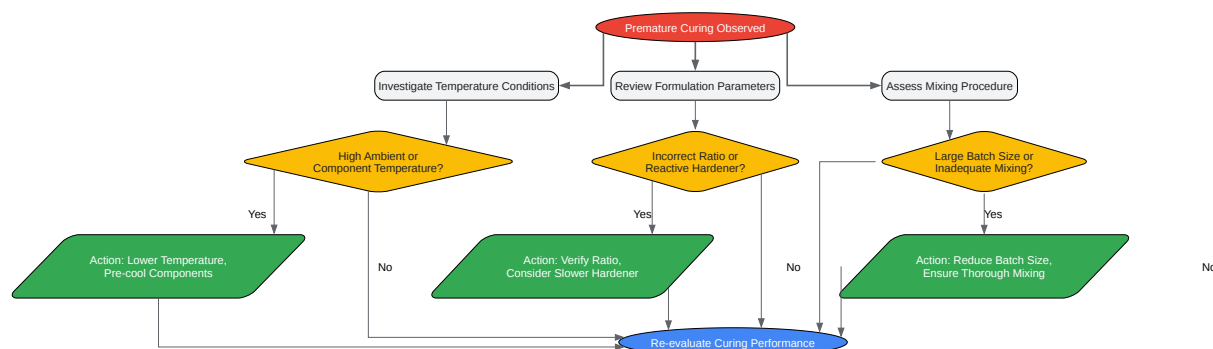 Premature Curing Observed
Investigate Temperature Conditions
Review Formulation Parameters
Assess Mixing Procedure
High Ambient or
Component Temperature?
Incorrect Ratio or
Reactive Hardener?
Large Batch Size or
Inadequate Mixing?
Yes
Yes
Yes
Action: Lower Temperature,
Pre-cool Components
No
Action: Verify Ratio,
Consider Slower Hardener
No
Action: Reduce Batch Size,
Ensure Thorough Mixing
No
Re-evaluate Curing Performance